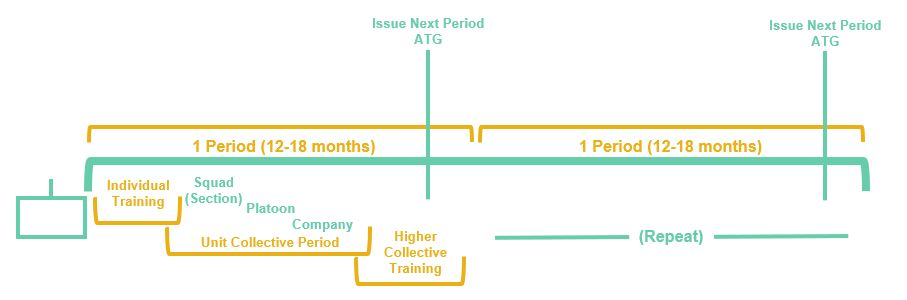 Issue Next Period
ATG
Issue Next Period
ATG
1 Period (12-18 months)
1 Period (12-18 months)
Individual
Training
Squad
(Section)
Platoon
Company
Unit Collective Period
Higher
Collective
Training
(Repeat)